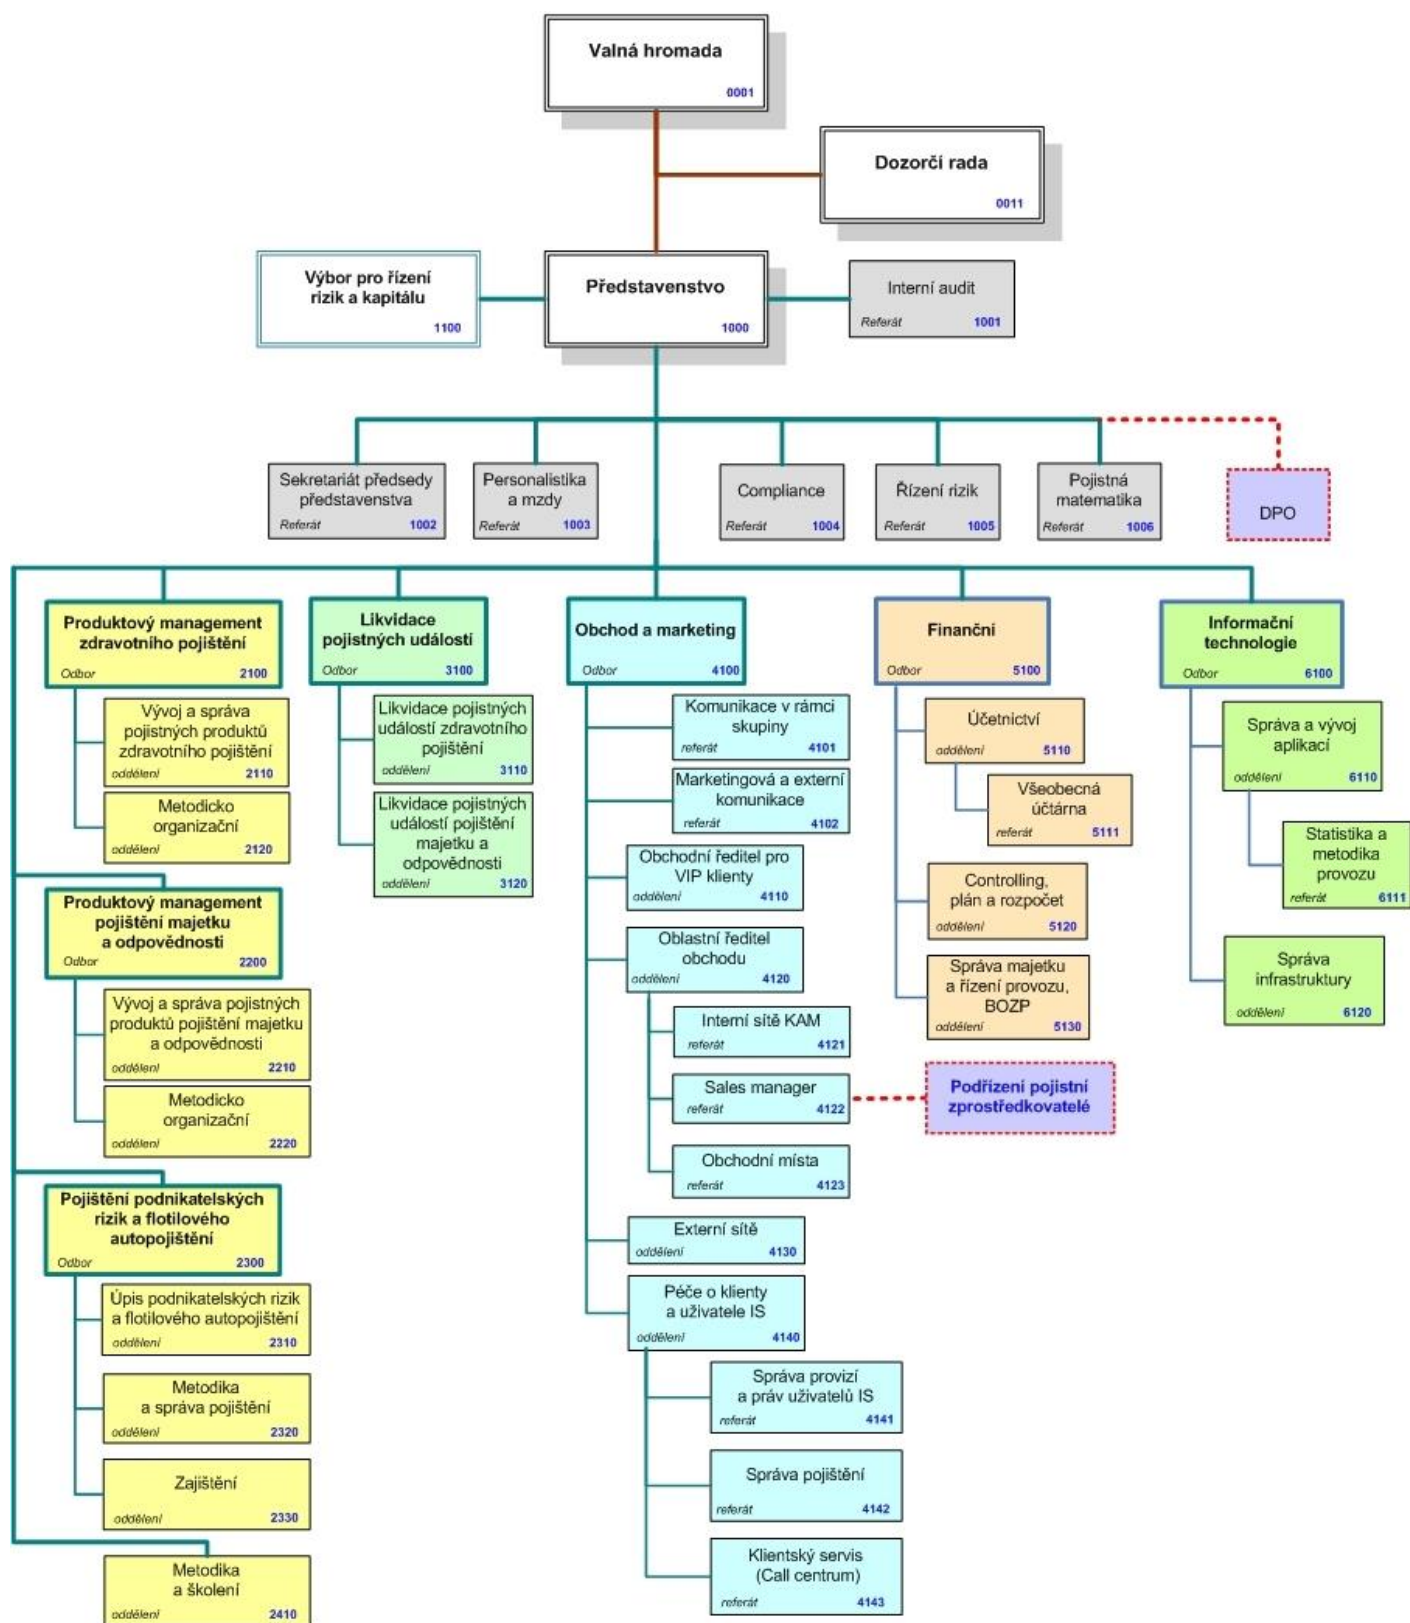 Valná hromada
0001
Dozorčí rada
0011
Výbor pro řízení
rizik a kapitálu
1100
Představenstvo
1000
Interní audit
Referát 1001
Sekretariát předsedy
představenstva
Referát 1002
Personalistika
a mzdy
Referát 1003
Compliance
Referát 1004
Řízení rizik
Referát 1005
Pojistná
matematika
Referát 1006
DPO
Produktový management
zdravotního pojištění
Odbor 2100
Vývoj a správa
pojistných produktů
zdravotního pojištění
oddělení 2110
Metodicko
organizační
oddělení 2120
Produktový management
pojištění majetku
a odpovědnosti
Odbor 2200
Vývoj a správa pojistných
produktů pojištění majetku
a odpovědnosti
oddělení 2210
Metodicko
organizační
oddělení 2220
Pojištění podnikatelských
rizik a flotilového
autopojištění
Odbor 2300
Úpis podnikatelských rizik
a flotilového autopojištění
oddělení 2310
Metodika
a správa pojištění
oddělení 2320
Zajištění
oddělení 2330
Metodika
a školení
oddělení 2410
Likvidace
pojistných událostí
Odbor 3100
Likvidace pojistných
událostí zdravotního
pojištění
oddělení 3110
Likvidace pojistných
událostí pojištění
majetku a
odpovědnosti
oddělení 3120
Obchod a marketing
Odbor 4100
Komunikace v rámci
skupiny
referát 4101
Marketingová a externí
komunikace
referát 4102
Obchodní ředitel pro
VIP klienty
oddělení 4110
Oblastní ředitel
obchodu
oddělení 4120
Interní sítě KAM
referát 4121
Sales manager
referát 4122
Podřízení pojistní
zprostředkovatelé
Obchodní místa
referát 4123
Externí sítě
oddělení 4130
Péče o klienty
a uživatele IS
oddělení 4140
Správa provizí
a práv uživatelů IS
referát 4141
Správa pojištění
referát 4142
Klientský servis
(Call centrum)
referát 4143
Finanční
Odbor 5100
Účetnictví
oddělení 5110
Všeobecná
účtárna
referát 5111
Controlling,
plán a rozpočet
oddělení 5120
Správa majetku
a řízení provozu,
BOZP
oddělení 5130
Informační
technologie
Odbor 6100
Správa a vývoj
aplikací
oddělení 6110
Statistika a
metodika
provozu
referát 6111
Správa
infrastruktury
oddělení 6120